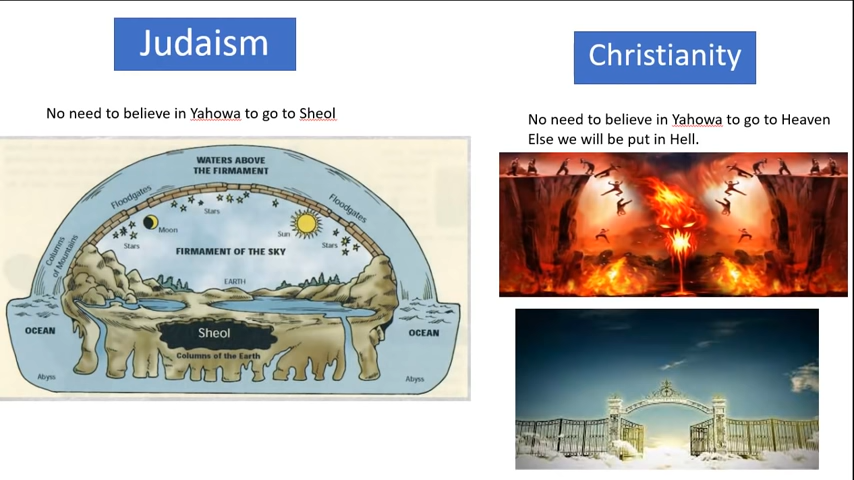 Judaism
Christianity
No need to believe in Yahowa to go to Sheol
No need to believe in Yahowa to go to Heaven
Else we will be put in Hell.
WATERS ABOVE
THE FIRMAMENT
Floodgates
Floodgates
Stars
Moon
Sun
Stars
Stars
Columns
of Mountains
FIRMAMENT OF THE SKY
EARTH
OCEAN
Sheol
OCEAN
Columns of the Earth
Abyss
Abyss